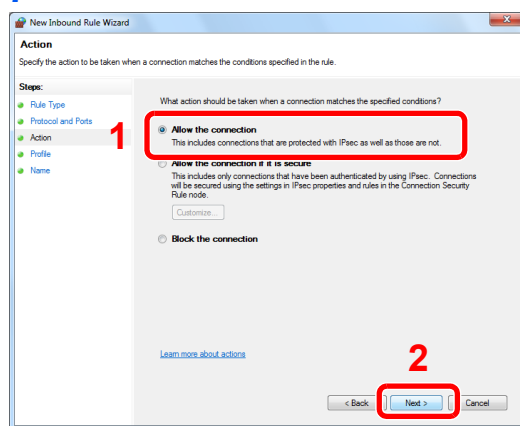 New Inbound Rule Wizard
Action
Specify the action to be taken when a connection matches the conditions specified in the rule.
Steps:
Rule Type
Protocol and Ports
Action
Profile
Name
1
What action should be taken when a connection matches the specified conditions?
Allow the connection
This includes connections that are protected with IPsec as well as those are not.
Allow the connection if it is secure
This includes only connections that have been authenticated by using IPsec. Connections
will be secured using the settings in IPsec properties and rules in the Connection Security
Rule node.
Customize...
Block the connection
Learn more about actions
2
< Back
Next >
Cancel